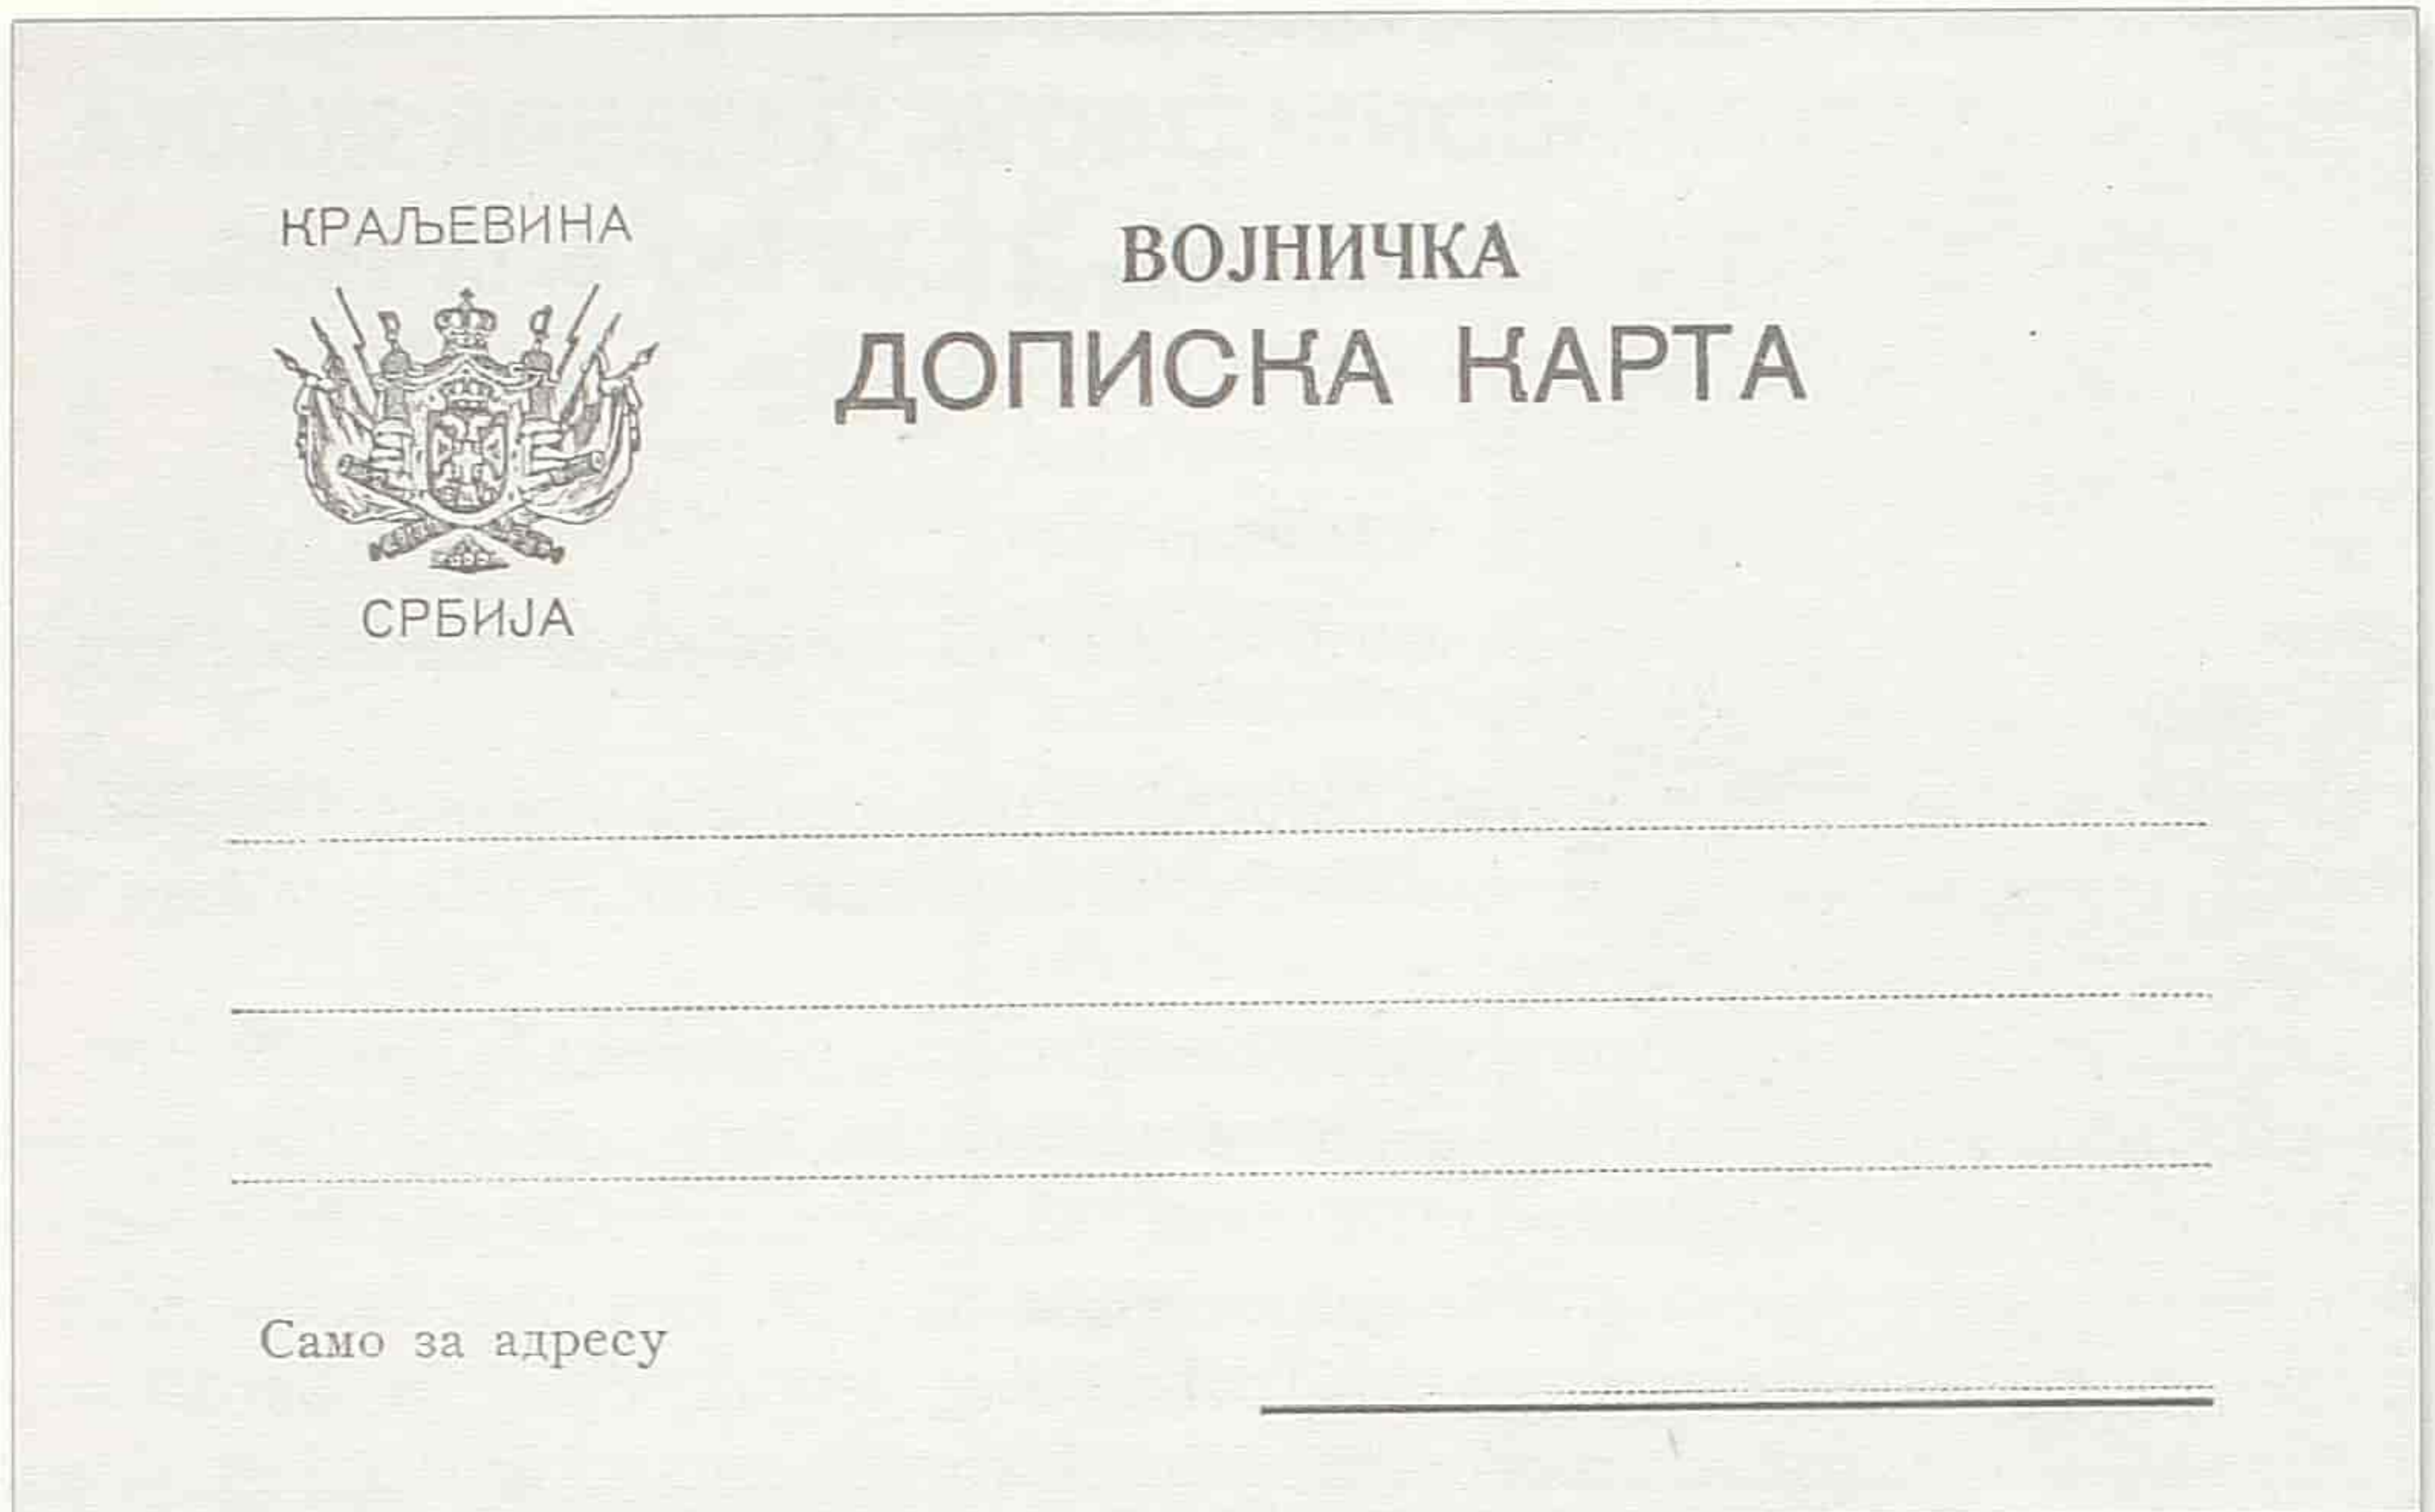 КРАЉЕВИНА
СРБИЈА
ВОЈНИЧКА
ДОПИСКА КАРТА
Само за адресу